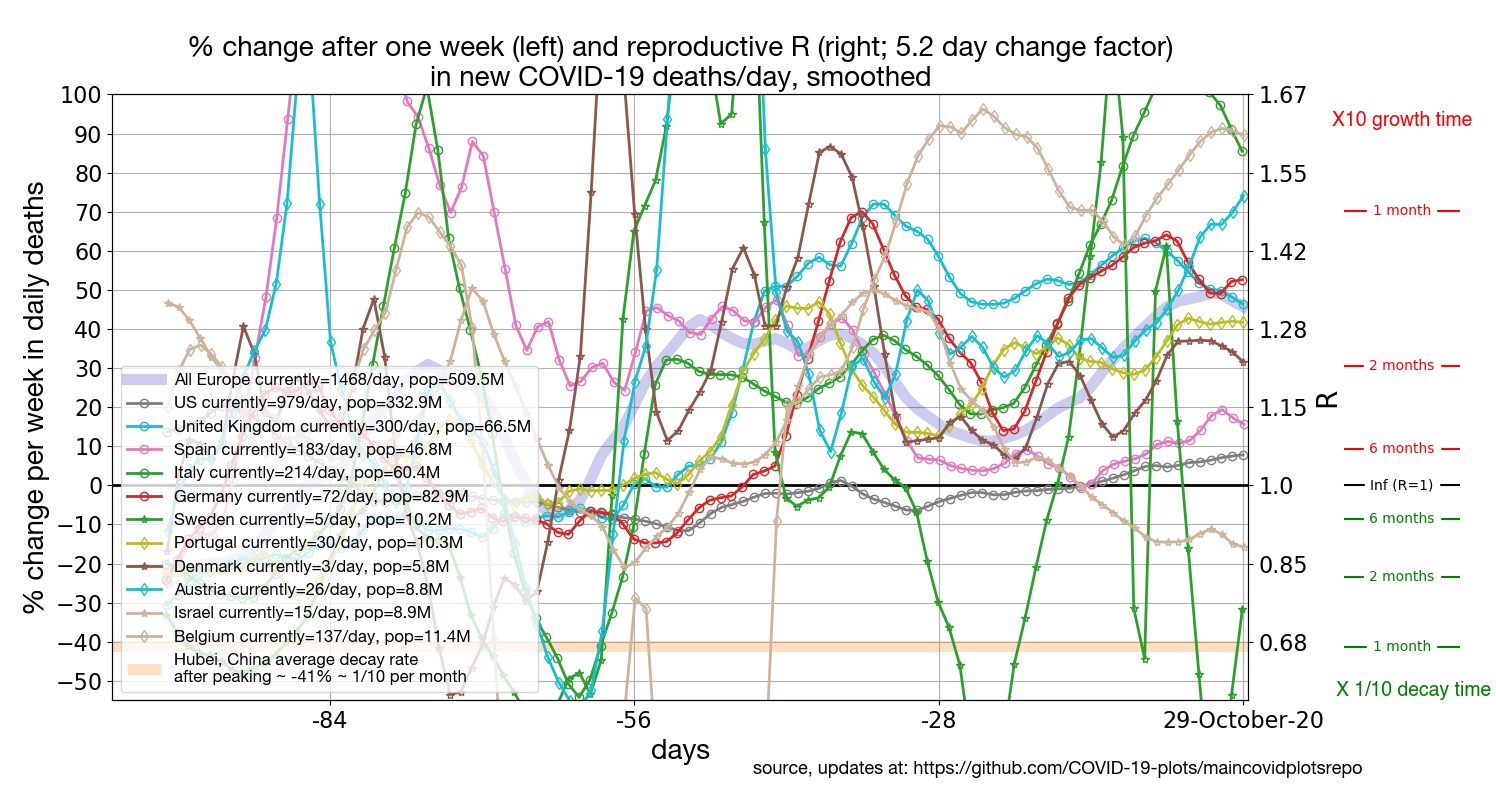 % change after one week (left) and reproductive R (right; 5.2 day change factor)
in new COVID-19 deaths/day, smoothed
% change per week in daily deaths
100
90
80
70
60
50
40
30
20
10
0
−10
−20
−30
−40
−50
All Europe currently=1468/day, pop=509.5M
US currently=979/day, pop=332.9M
United Kingdom currently=300/day, pop=66.5M
Spain currently=183/day, pop=46.8M
Italy currently=214/day, pop=60.4M
Germany currently=72/day, pop=82.9M
Sweden currently=5/day, pop=10.2M
Portugal currently=30/day, pop=10.3M
Denmark currently=3/day, pop=5.8M
Austria currently=26/day, pop=8.8M
Israel currently=15/day, pop=8.9M
Belgium currently=137/day, pop=11.4M
Hubei, China average decay rate
after peaking ~ -41% ~ 1/10 per month
-84
-56
-28
29-October-20
days
1.67
1.55
1.42
1.28
1.15
1.0
0.85
0.68
R
X10 growth time
1 month
2 months
6 months
Inf (R=1)
6 months
2 months
1 month
X 1/10 decay time
source, updates at: https://github.com/COVID-19-plots/maincovidplotsrepo